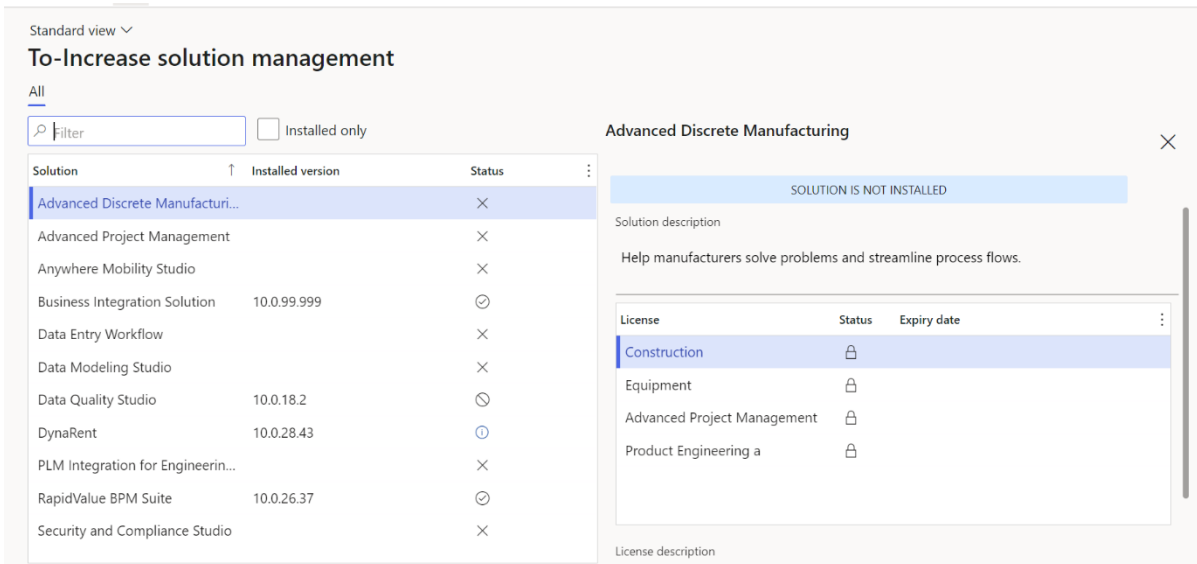 Standard view
To-Increase solution management
All
Filter
Installed only
Solution Installed version Status
Advanced Discrete Manufacturi...
Advanced Project Management
Anywhere Mobility Studio
Business Integration Solution 10.0.99.999
Data Entry Workflow
Data Modeling Studio
Data Quality Studio 10.0.18.2
DynaRent 10.0.28.43
PLM Integration for Engineerin...
RapidValue BPM Suite 10.0.26.37
Security and Compliance Studio
Advanced Discrete Manufacturing
SOLUTION IS NOT INSTALLED
Solution description
Help manufacturers solve problems and streamline process flows.
License Status Expiry date
Construction
Equipment
Advanced Project Management
Product Engineering a
License description